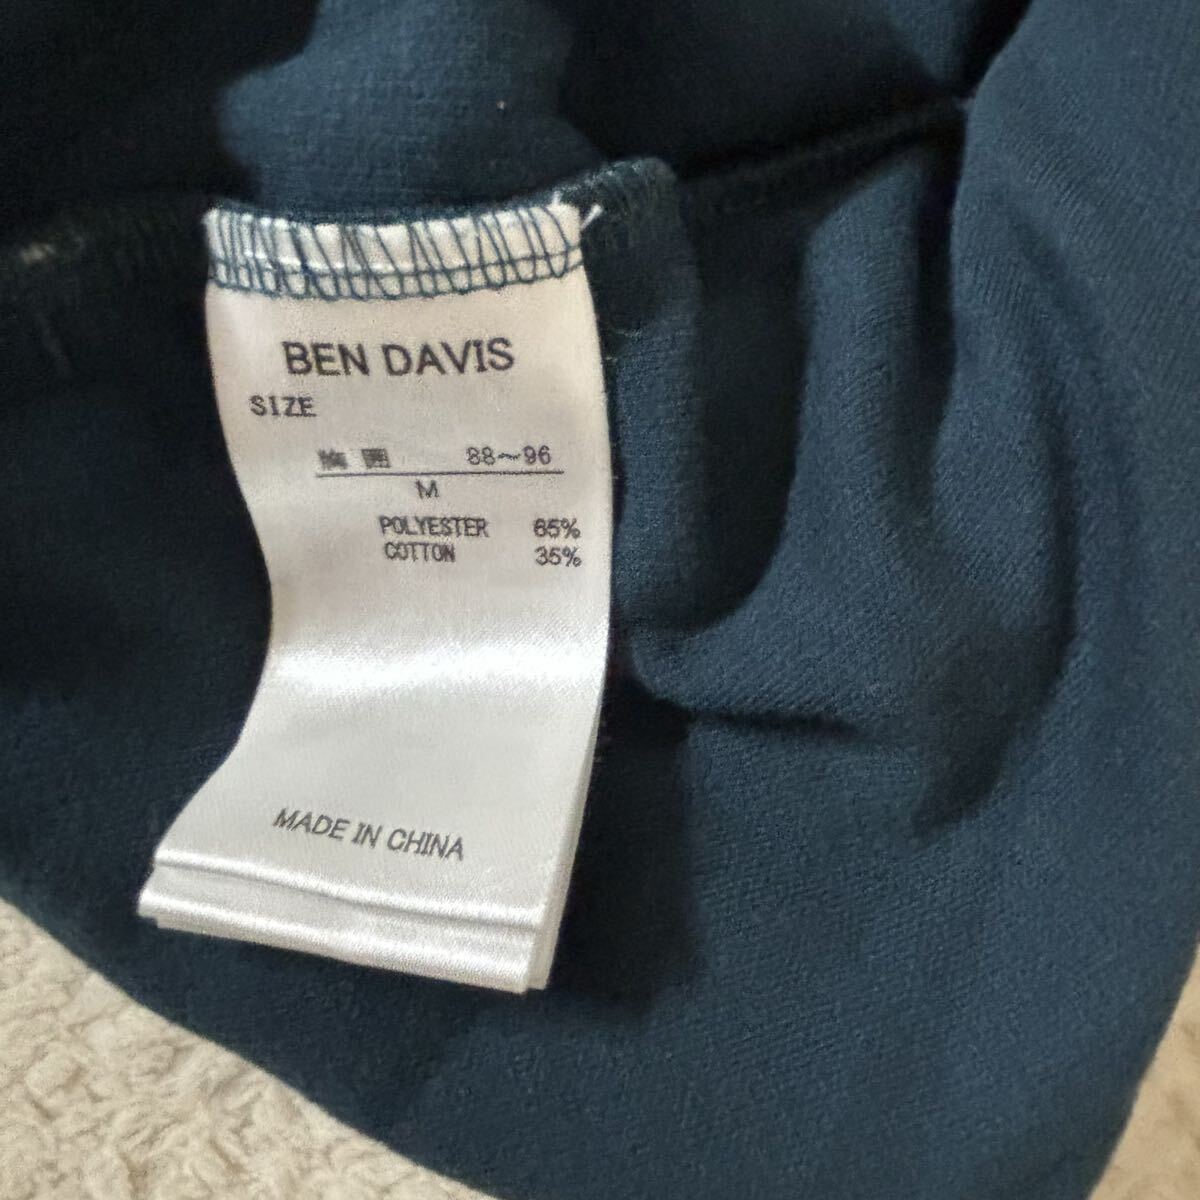 BEN DAVIS
SIZE
胸囲 88~96
M
POLYESTER 65%
COTTON 35%
MADE IN CHINA